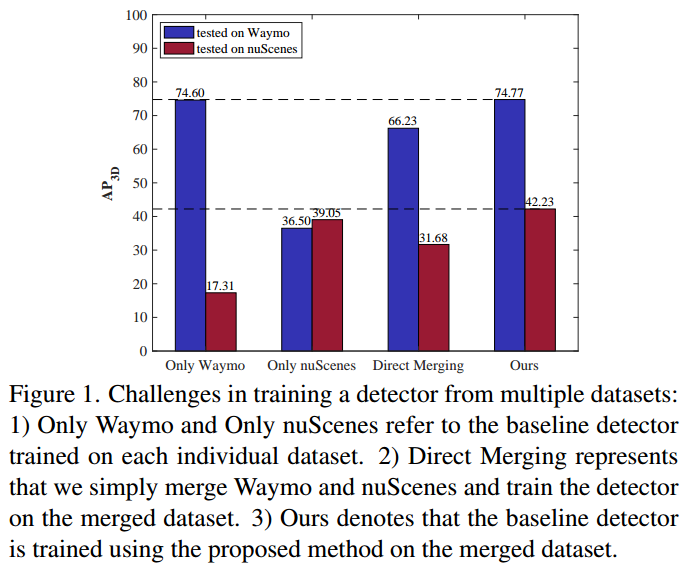 100
90
80
70
60
50
40
30
20
10
0
AP3D
tested on Waymo
tested on nuScenes
74.60
17.31
36.50
39.05
66.23
31.68
74.77
42.23
Only Waymo
Only nuScenes
Direct Merging
Ours
Figure 1. Challenges in training a detector from multiple datasets:
1) Only Waymo and Only nuScenes refer to the baseline detector
trained on each individual dataset. 2) Direct Merging represents
that we simply merge Waymo and nuScenes and train the detector
on the merged dataset. 3) Ours denotes that the baseline detector
is trained using the proposed method on the merged dataset.